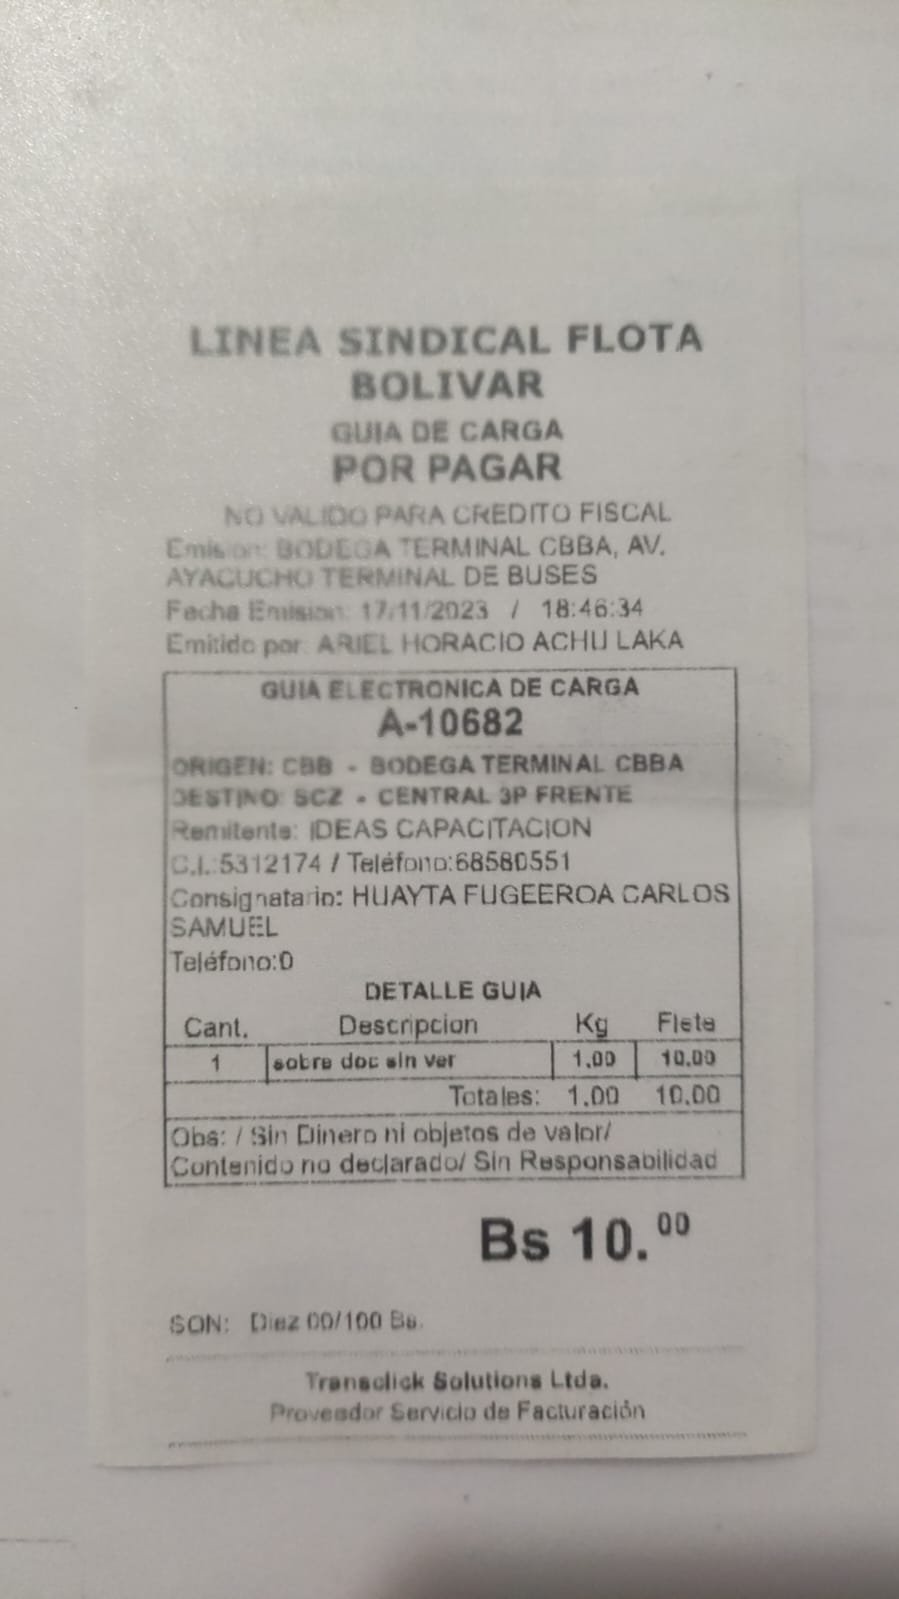 LINEA SINDICAL FLOTA
BOLIVAR
GUIA DE CARGA
POR PAGAR
NO VALIDO PARA CREDITO FISCAL
Emision: BODEGA TERMINAL CBBA, AV.
AYACUCHO TERMINAL DE BUSES
Fecha Emision: 17/11/2023 / 18:46:34
Emitido por: ARIEL HORACIO ACHU LAKA
GUIA ELECTRONICA DE CARGA
A-10682
ORIGEN: CBB - BODEGA TERMINAL CBBA
DESTINO: SCZ - CENTRAL 3P FRENTE
Remitente: IDEAS CAPACITACION
C.I.:5312174 / Teléfono:68580551
Consignatario: HUAYTA FUGEEROA CARLOS
SAMUEL
Teléfono:0
DETALLE GUIA
Cant. Descripcion Kg Flete
1 sobre doc sin ver 1.00 10.00
Totales: 1.00 10.00
Obs: / Sin Dinero ni objetos de valor/
Contenido no declarado/ Sin Responsabilidad
Bs 10.00
SON: Diez 00/100 Bs.
Transclick Solutions Ltda.
Proveedor Servicio de Facturación